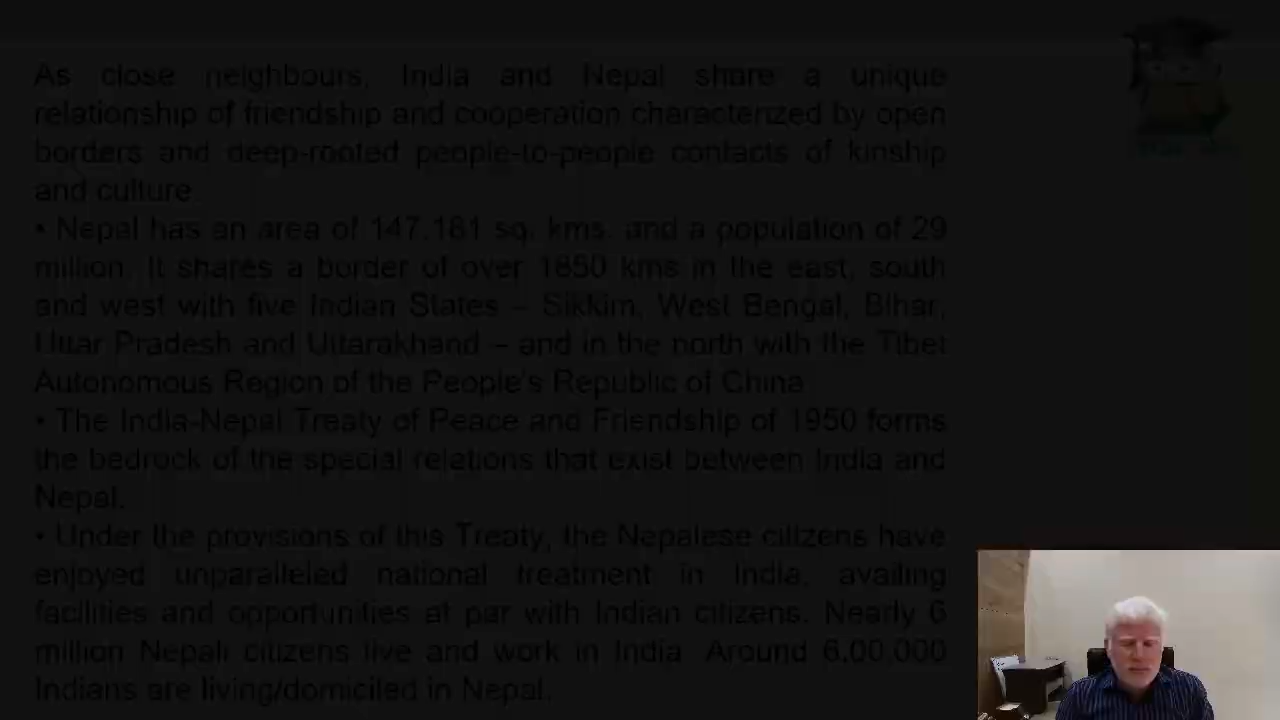 As close neighbours, India and Nepal share a unique
relationship of friendship and cooperation characterized by open
borders and deep-rooted people-to-people contacts of kinship
and culture.
• Nepal has an area of 147,181 sq. kms. and a population of 29
million. It shares a border of over 1850 kms in the east, south
and west with five Indian States – Sikkim, West Bengal, Bihar,
Uttar Pradesh and Uttarakhand – and in the north with the Tibet
Autonomous Region of the People's Republic of China
• The India-Nepal Treaty of Peace and Friendship of 1950 forms
the bedrock of the special relations that exist between India and
Nepal.
• Under the provisions of this Treaty, the Nepalese citizens have
enjoyed unparalleled national treatment in India, availing
facilities and opportunities at par with Indian citizens. Nearly 6
million Nepali citizens live and work in India. Around 6,00,000
Indians are living/domiciled in Nepal.